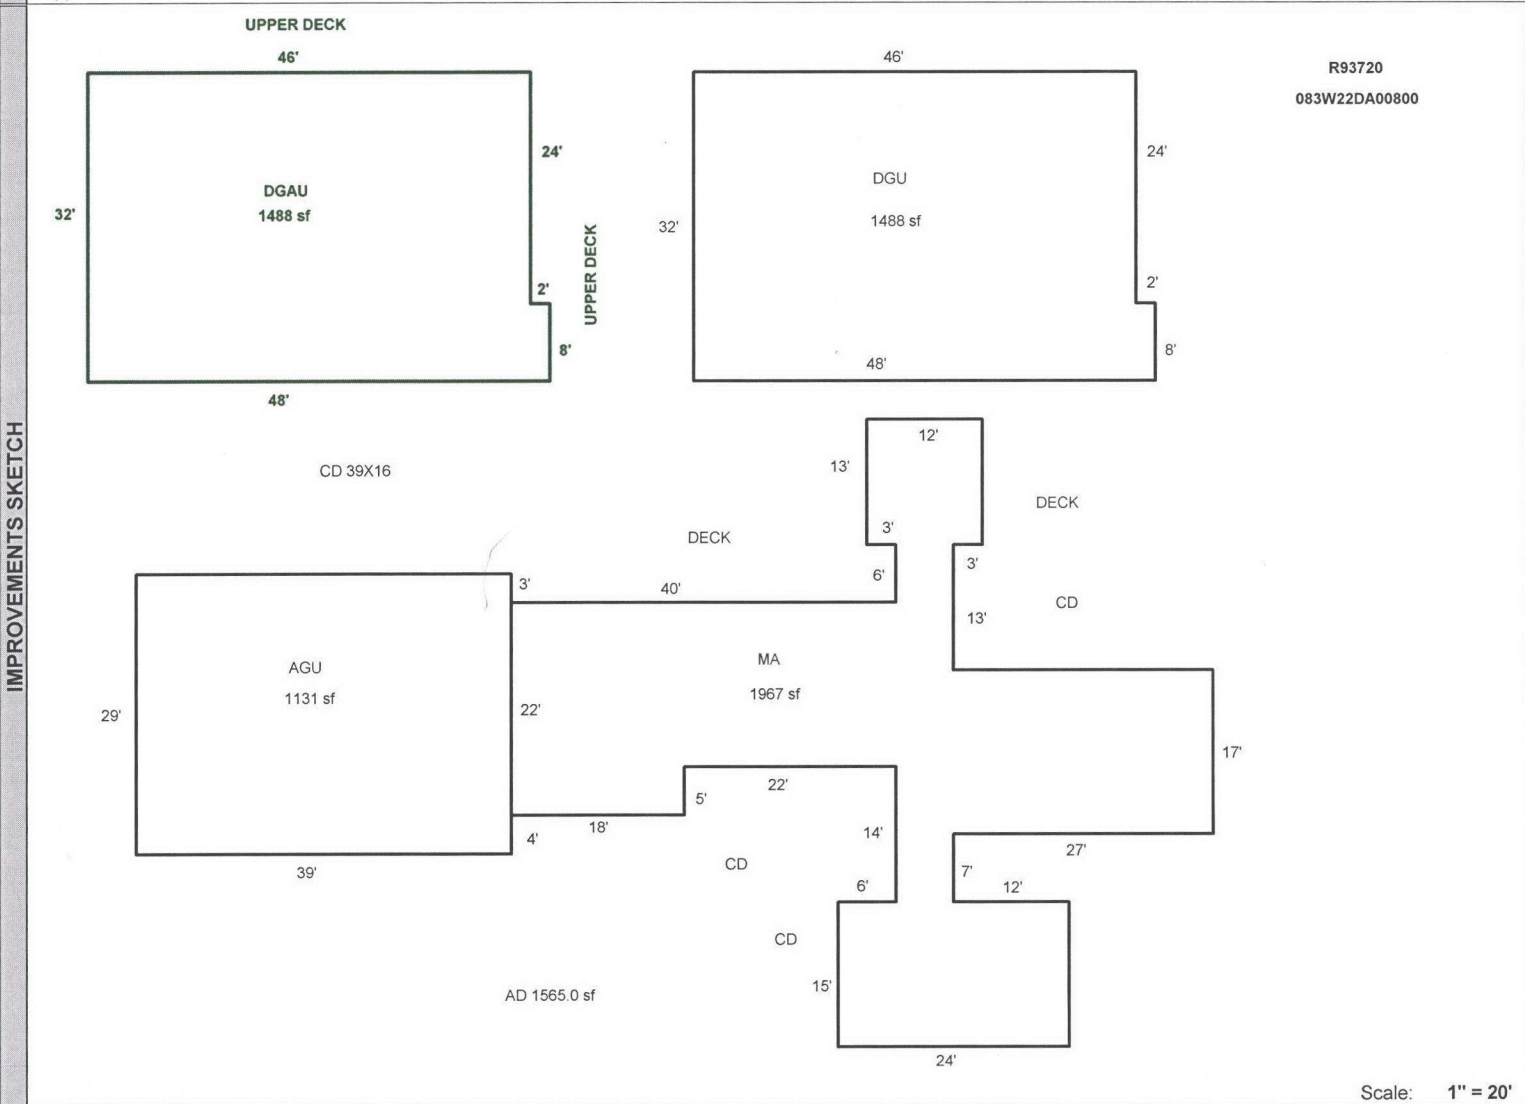 IMPROVEMENTS SKETCH
UPPER DECK
46'
32'
DGAU
1488 sf
24'
2'
8'
48'
UPPER DECK
46'
32'
DGU
1488 sf
24'
2'
8'
48'
R93720
083W22DA00800
CD 39X16
12'
13'
3'
6'
DECK
3'
13'
CD
DECK
3'
40'
AGU
1131 sf
29'
39'
22'
4'
MA
1967 sf
18'
5'
22'
14'
6'
17'
27'
7'
12'
CD
CD
15'
24'
AD 1565.0 sf
Scale: 1" = 20'